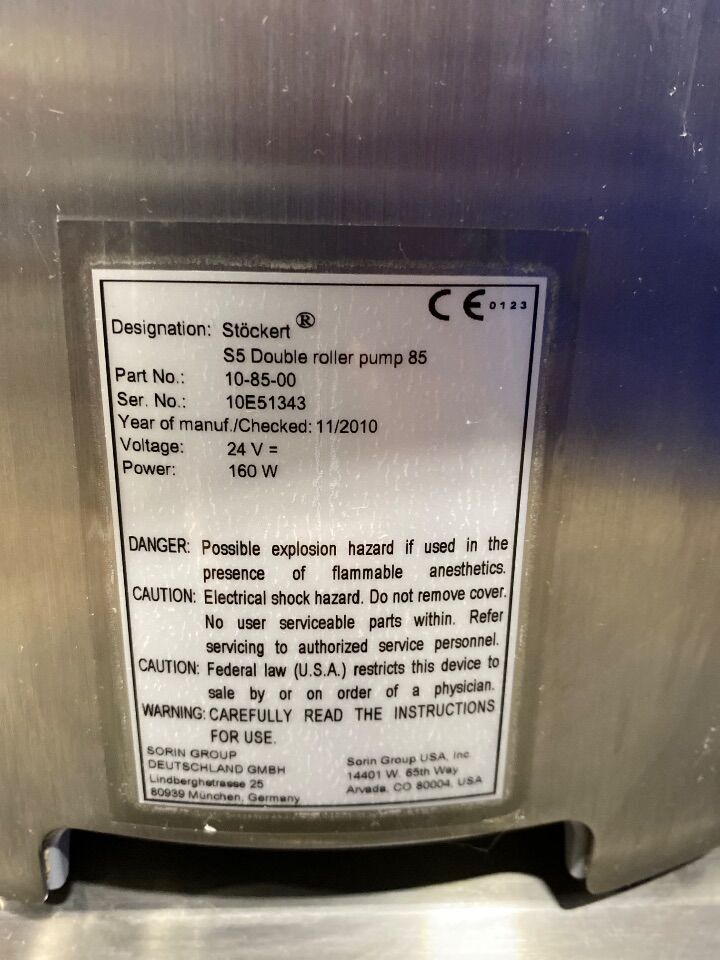 CE 0123
Designation: Stöckert ®
S5 Double roller pump 85
Part No.: 10-85-00
Ser. No.: 10E51343
Year of manuf./Checked: 11/2010
Voltage: 24 V =
Power: 160 W
DANGER: Possible explosion hazard if used in the
presence of flammable anesthetics.
CAUTION: Electrical shock hazard. Do not remove cover.
No user serviceable parts within. Refer
servicing to authorized service personnel.
CAUTION: Federal law (U.S.A.) restricts this device to
sale by or on order of a physician.
WARNING: CAREFULLY READ THE INSTRUCTIONS
FOR USE.
SORIN GROUP
DEUTSCHLAND GMBH
Lindberghstrasse 25
80939 München, Germany
Sorin Group USA, Inc
14401 W. 65th Way
Arvada, CO 80004, USA